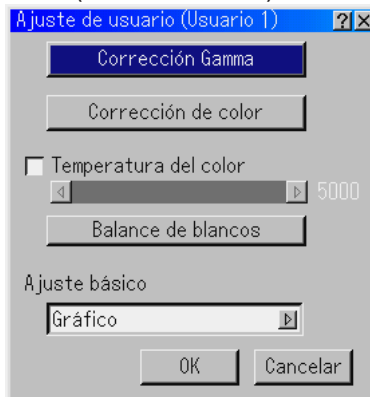 Ajuste de usuario (Usuario 1)
Corrección Gamma
Corrección de color
Temperatura del color
5000
Balance de blancos
Ajuste básico
Gráfico
OK Cancelar